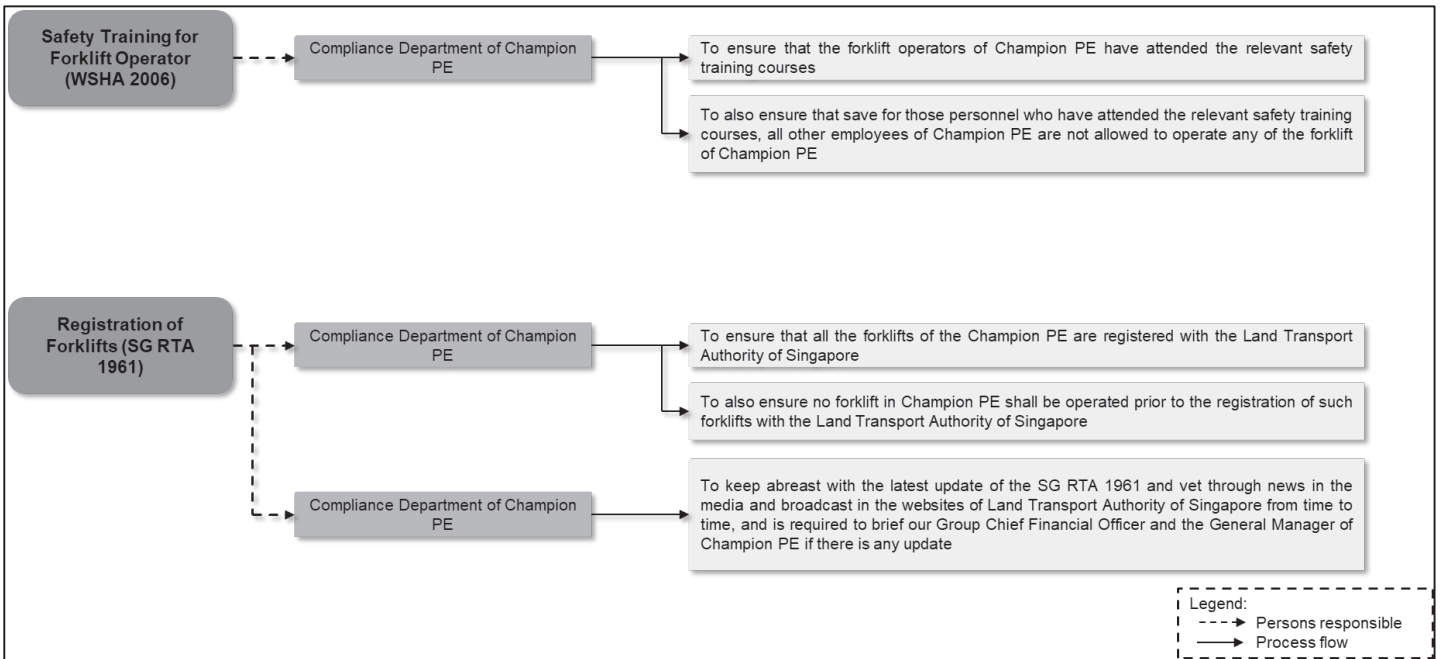 Safety Training for
Forklift Operator
(WSHA 2006)
Compliance Department of Champion
PE
To ensure that the forklift operators of Champion PE have attended the relevant safety
training courses
To also ensure that save for those personnel who have attended the relevant safety training
courses, all other employees of Champion PE are not allowed to operate any of the forklift
of Champion PE
Registration of
Forklifts (SG RTA
1961)
Compliance Department of Champion
PE
To ensure that all the forklifts of the Champion PE are registered with the Land Transport
Authority of Singapore
To also ensure no forklift in Champion PE shall be operated prior to the registration of such
forklifts with the Land Transport Authority of Singapore
Compliance Department of Champion
PE
To keep abreast with the latest update of the SG RTA 1961 and vet through news in the
media and broadcast in the websites of Land Transport Authority of Singapore from time to
time, and is required to brief our Group Chief Financial Officer and the General Manager of
Champion PE if there is any update
Legend:
Persons responsible
Process flow